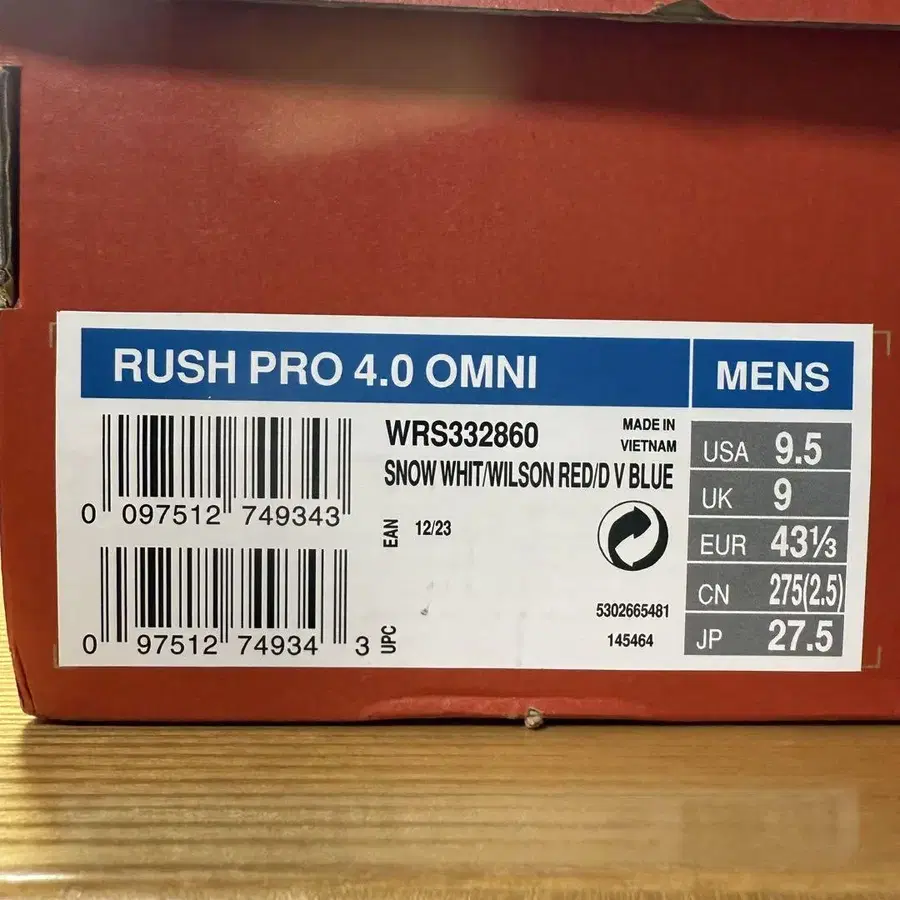 RUSH PRO 4.0 OMNI
MENS
WRS332860
MADE IN
VIETNAM
SNOW WHIT/WILSON RED/D V BLUE
0 097512 749343
EAN
12/23
0 97512 74934 3
UPC
5302665481
145464
USA 9.5
UK 9
EUR 43⅓
CN 275(2.5)
JP 27.5